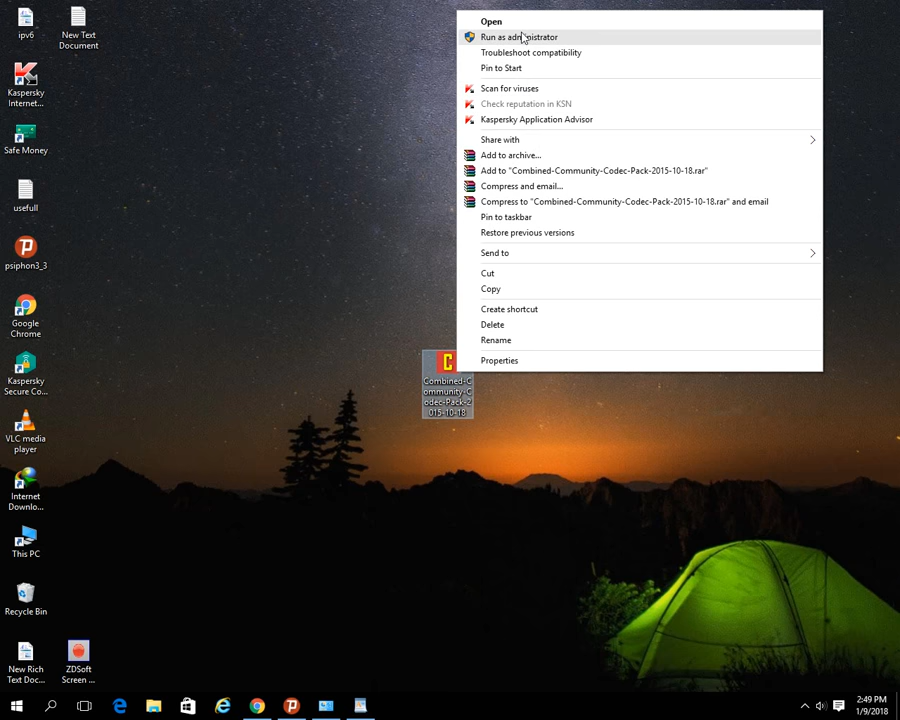 ipv6
New Text
Document
Kaspersky
Internet...
Safe Money
usefull
psiphon3_3
Google
Chrome
Kaspersky
Secure Co...
VLC media
player
Internet
Downlo...
This PC
Recycle Bin
New Rich
Text Doc...
ZDSoft
Screen ...
Combined-C
ommunity-C
odec-Pack-2
015-10-18
Open
Run as administrator
Troubleshoot compatibility
Pin to Start
Scan for viruses
Check reputation in KSN
Kaspersky Application Advisor
Share with
Add to archive...
Add to "Combined-Community-Codec-Pack-2015-10-18.rar"
Compress and email...
Compress to "Combined-Community-Codec-Pack-2015-10-18.rar" and email
Pin to taskbar
Restore previous versions
Send to
Cut
Copy
Create shortcut
Delete
Rename
Properties
2:49 PM
1/9/2018